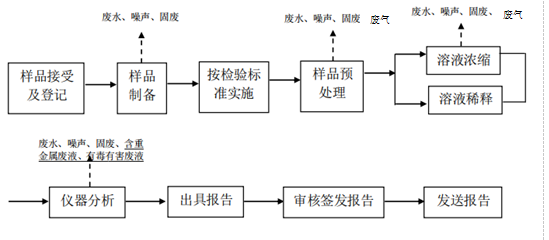 废水、噪声、固废
废水、噪声、固废 废气
废水、噪声、固废、 废气
样品接受
及登记
样品
制备
按检验标
准实施
样品预
处理
溶液浓缩
溶液稀释
废水、噪声、固废、含重
金属废液、有毒有害废液
仪器分析
出具报告
审核签发报告
发送报告